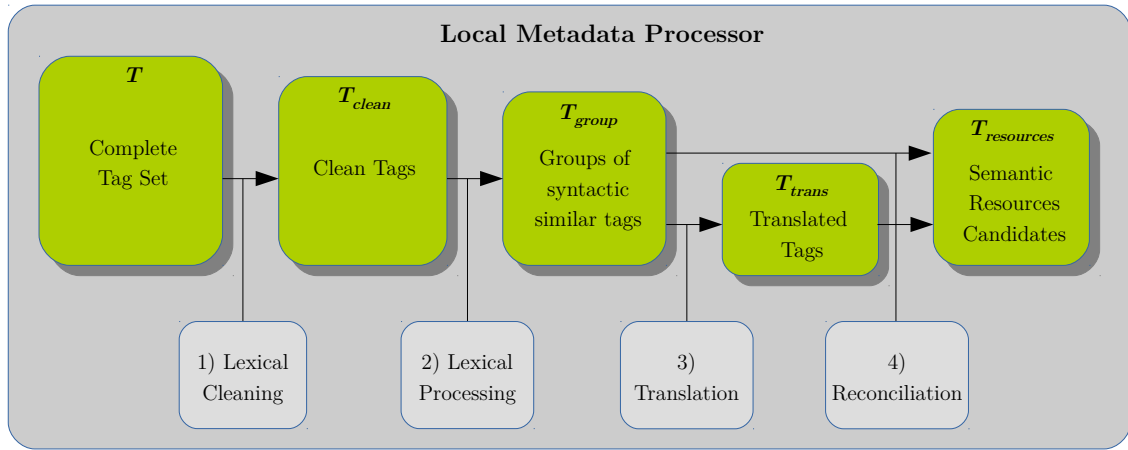 Local Metadata Processor
T
Complete
Tag Set
T_clean
Clean Tags
T_group
Groups of
syntactic
similar tags
T_trans
Translated
Tags
T_resources
Semantic
Resources
Candidates
1) Lexical
Cleaning
2) Lexical
Processing
3)
Translation
4)
Reconciliation